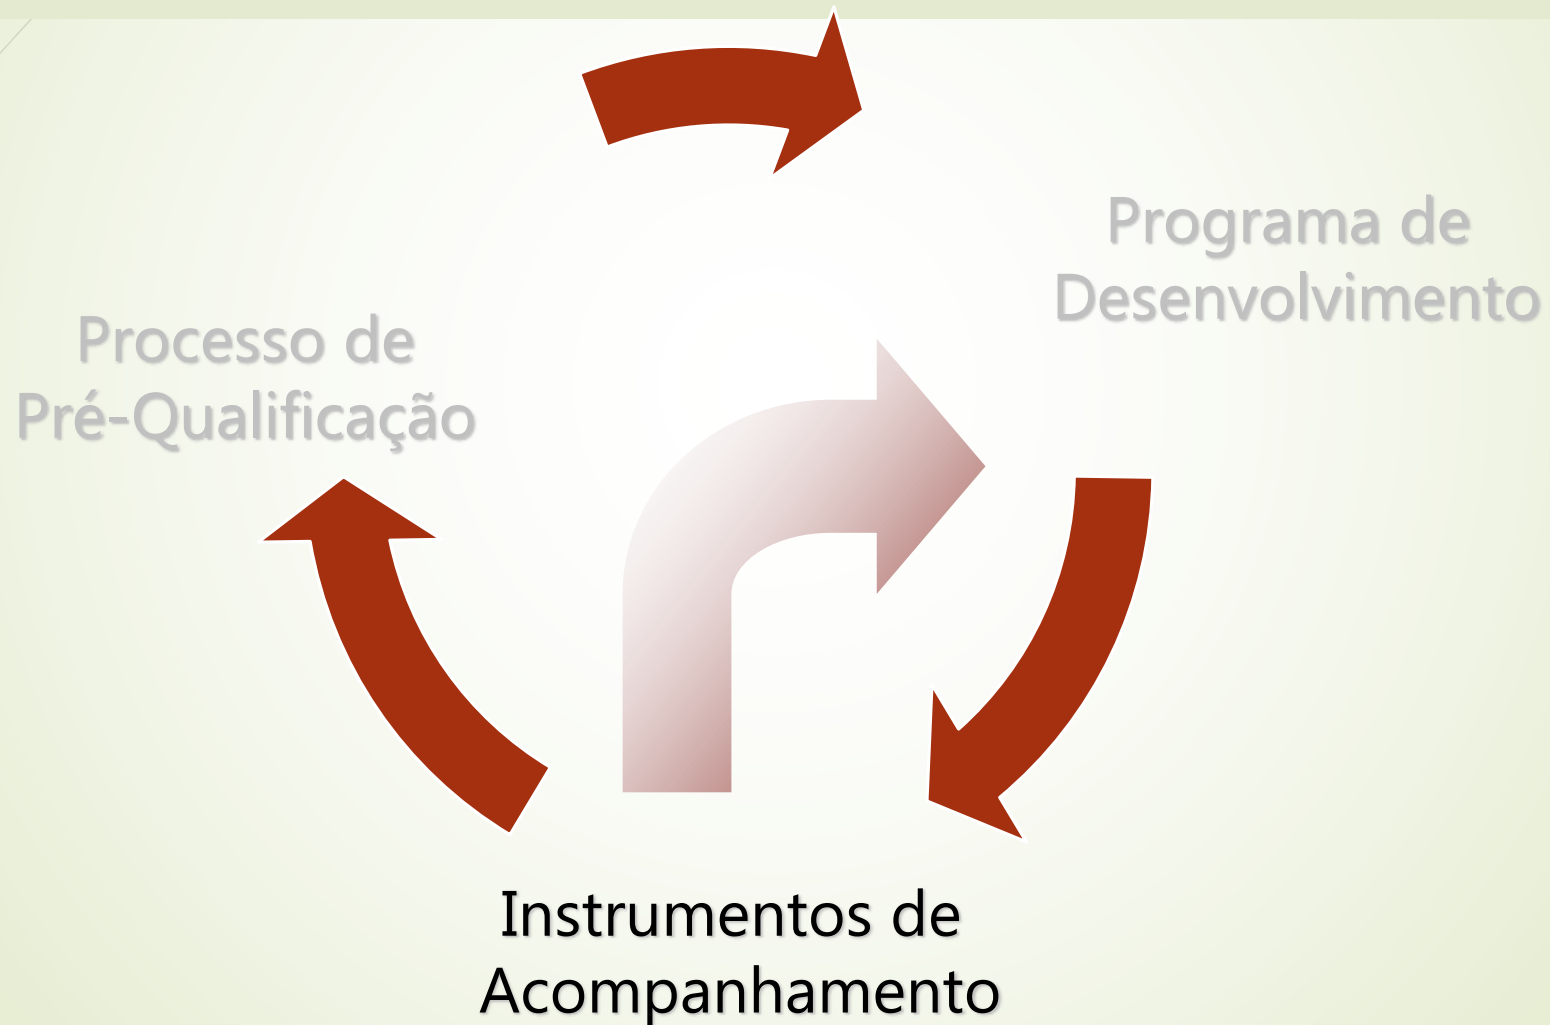 Programa de
Desenvolvimento
Processo de
Pré-Qualificação
Instrumentos de
Acompanhamento